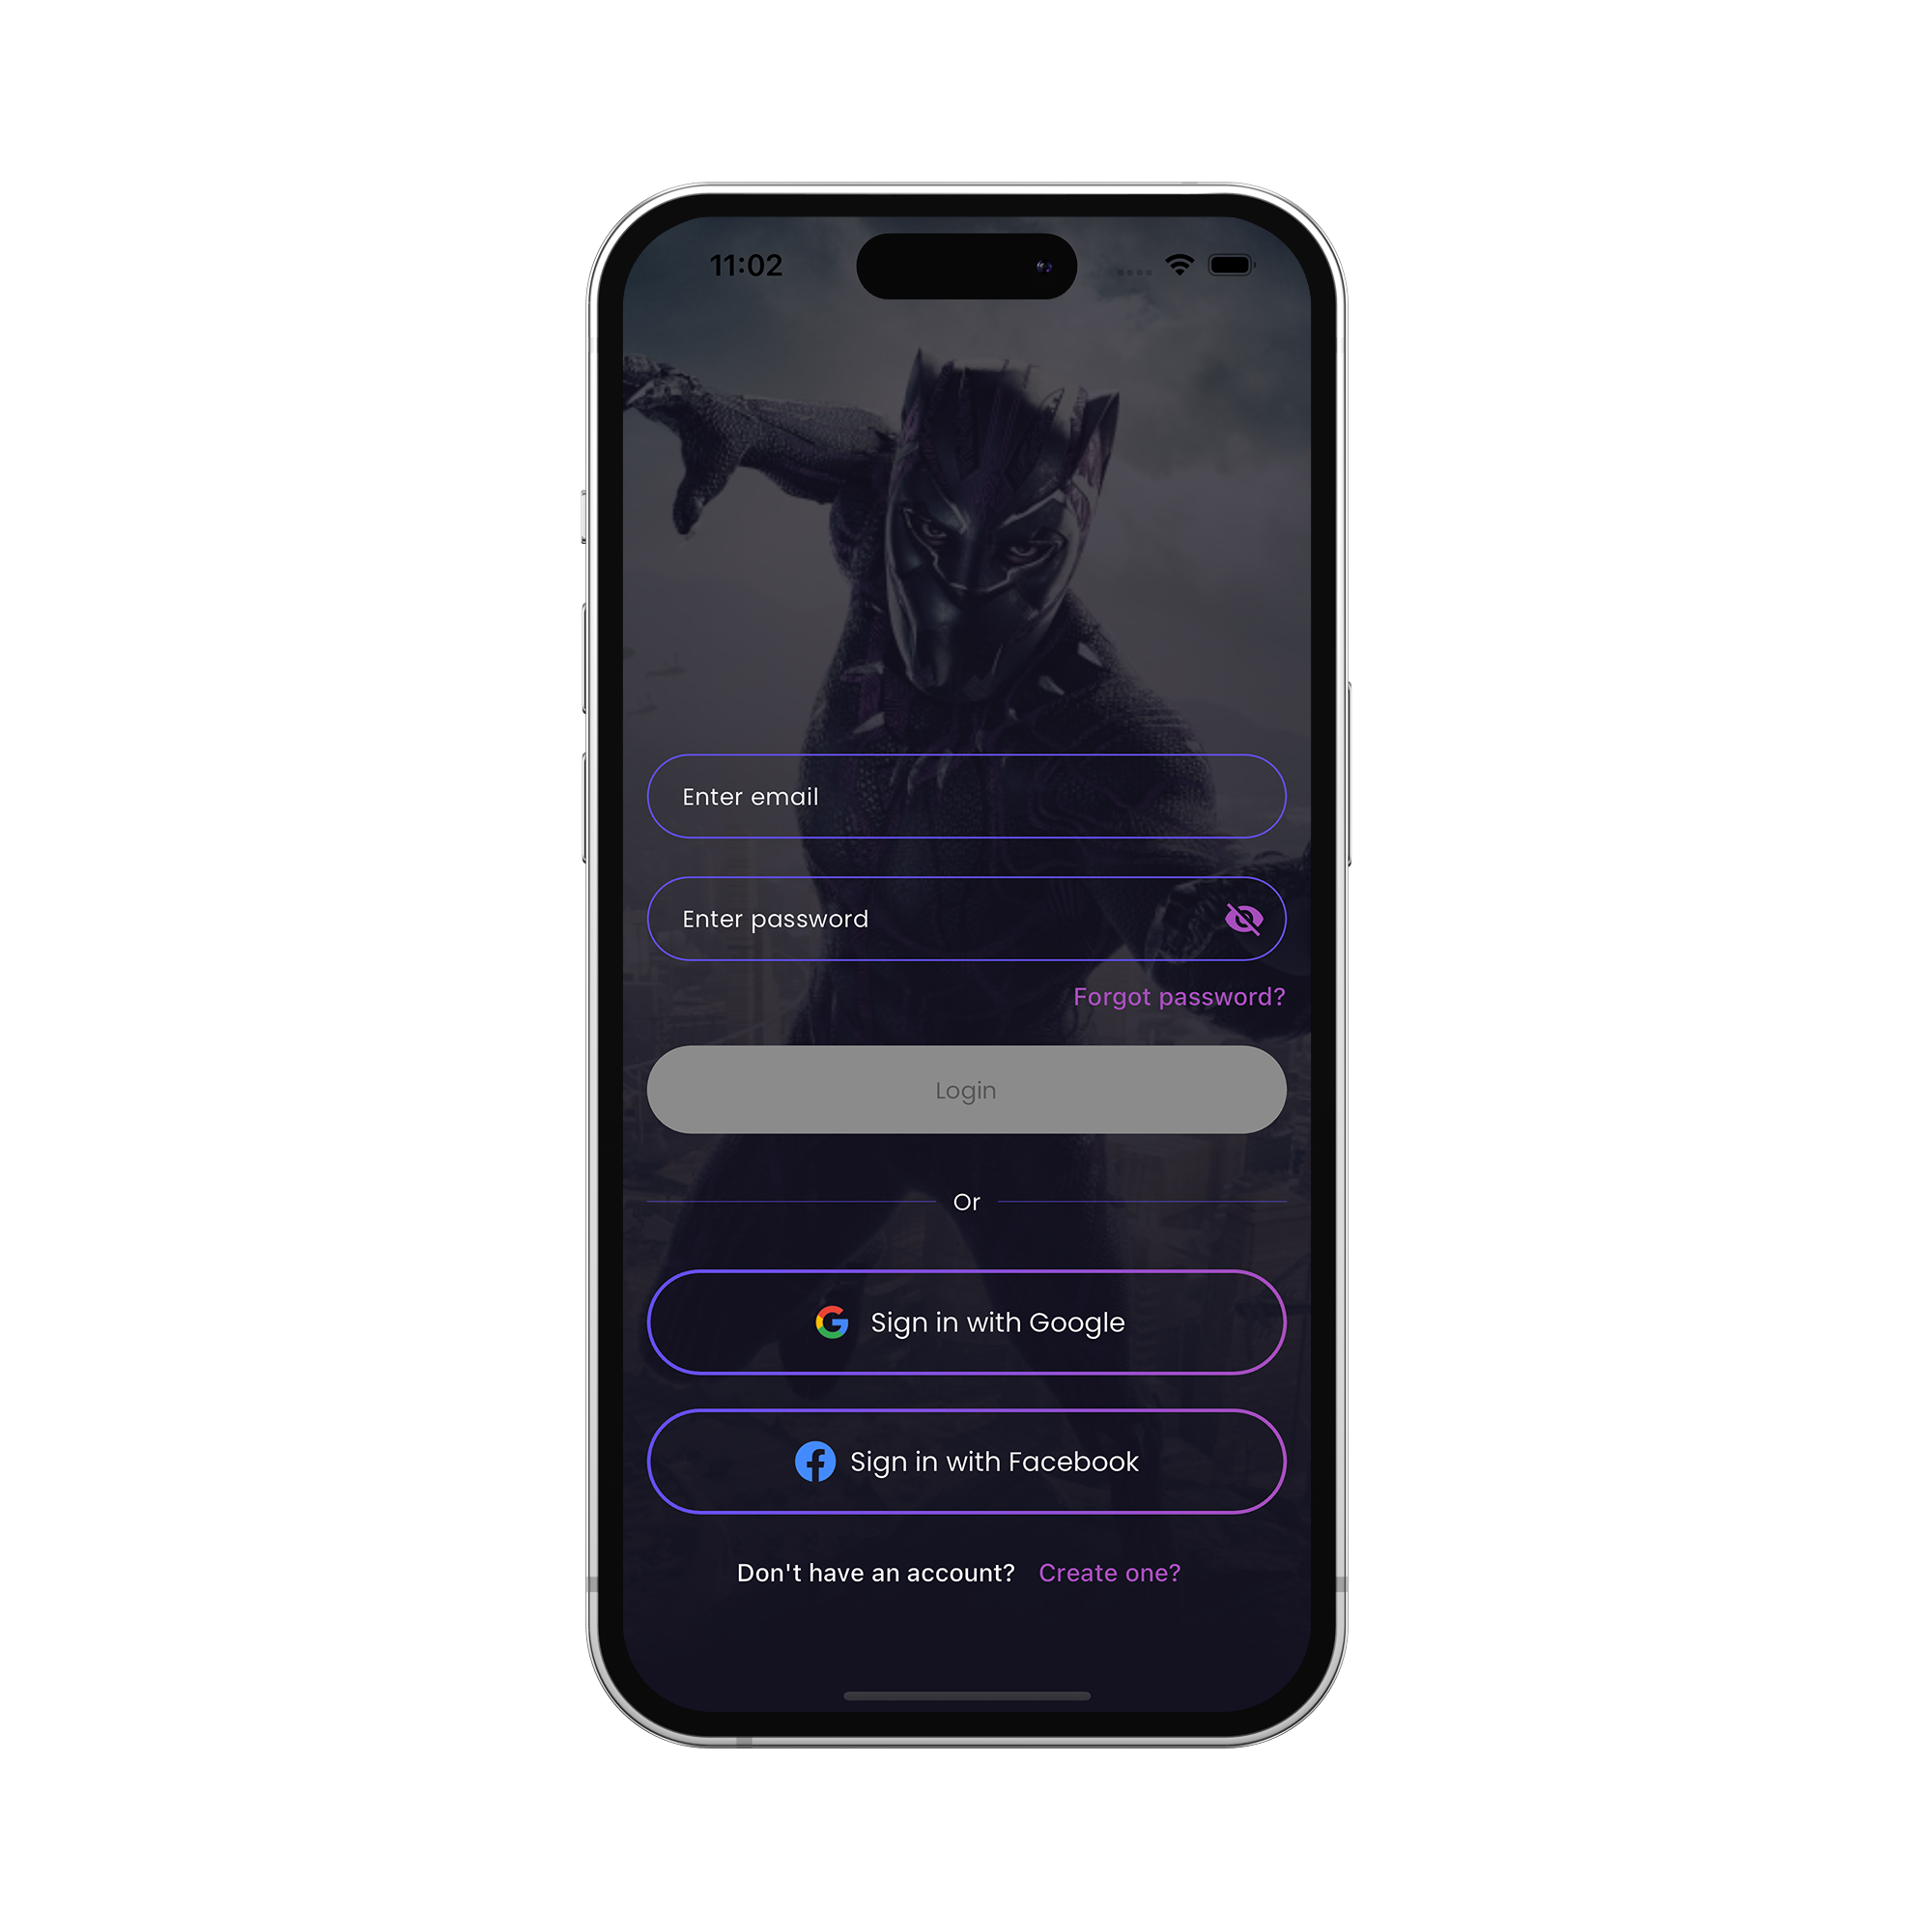 11:02
Enter email
Enter password
Forgot password?
Login
Or
Sign in with Google
Sign in with Facebook
Don't have an account? Create one?